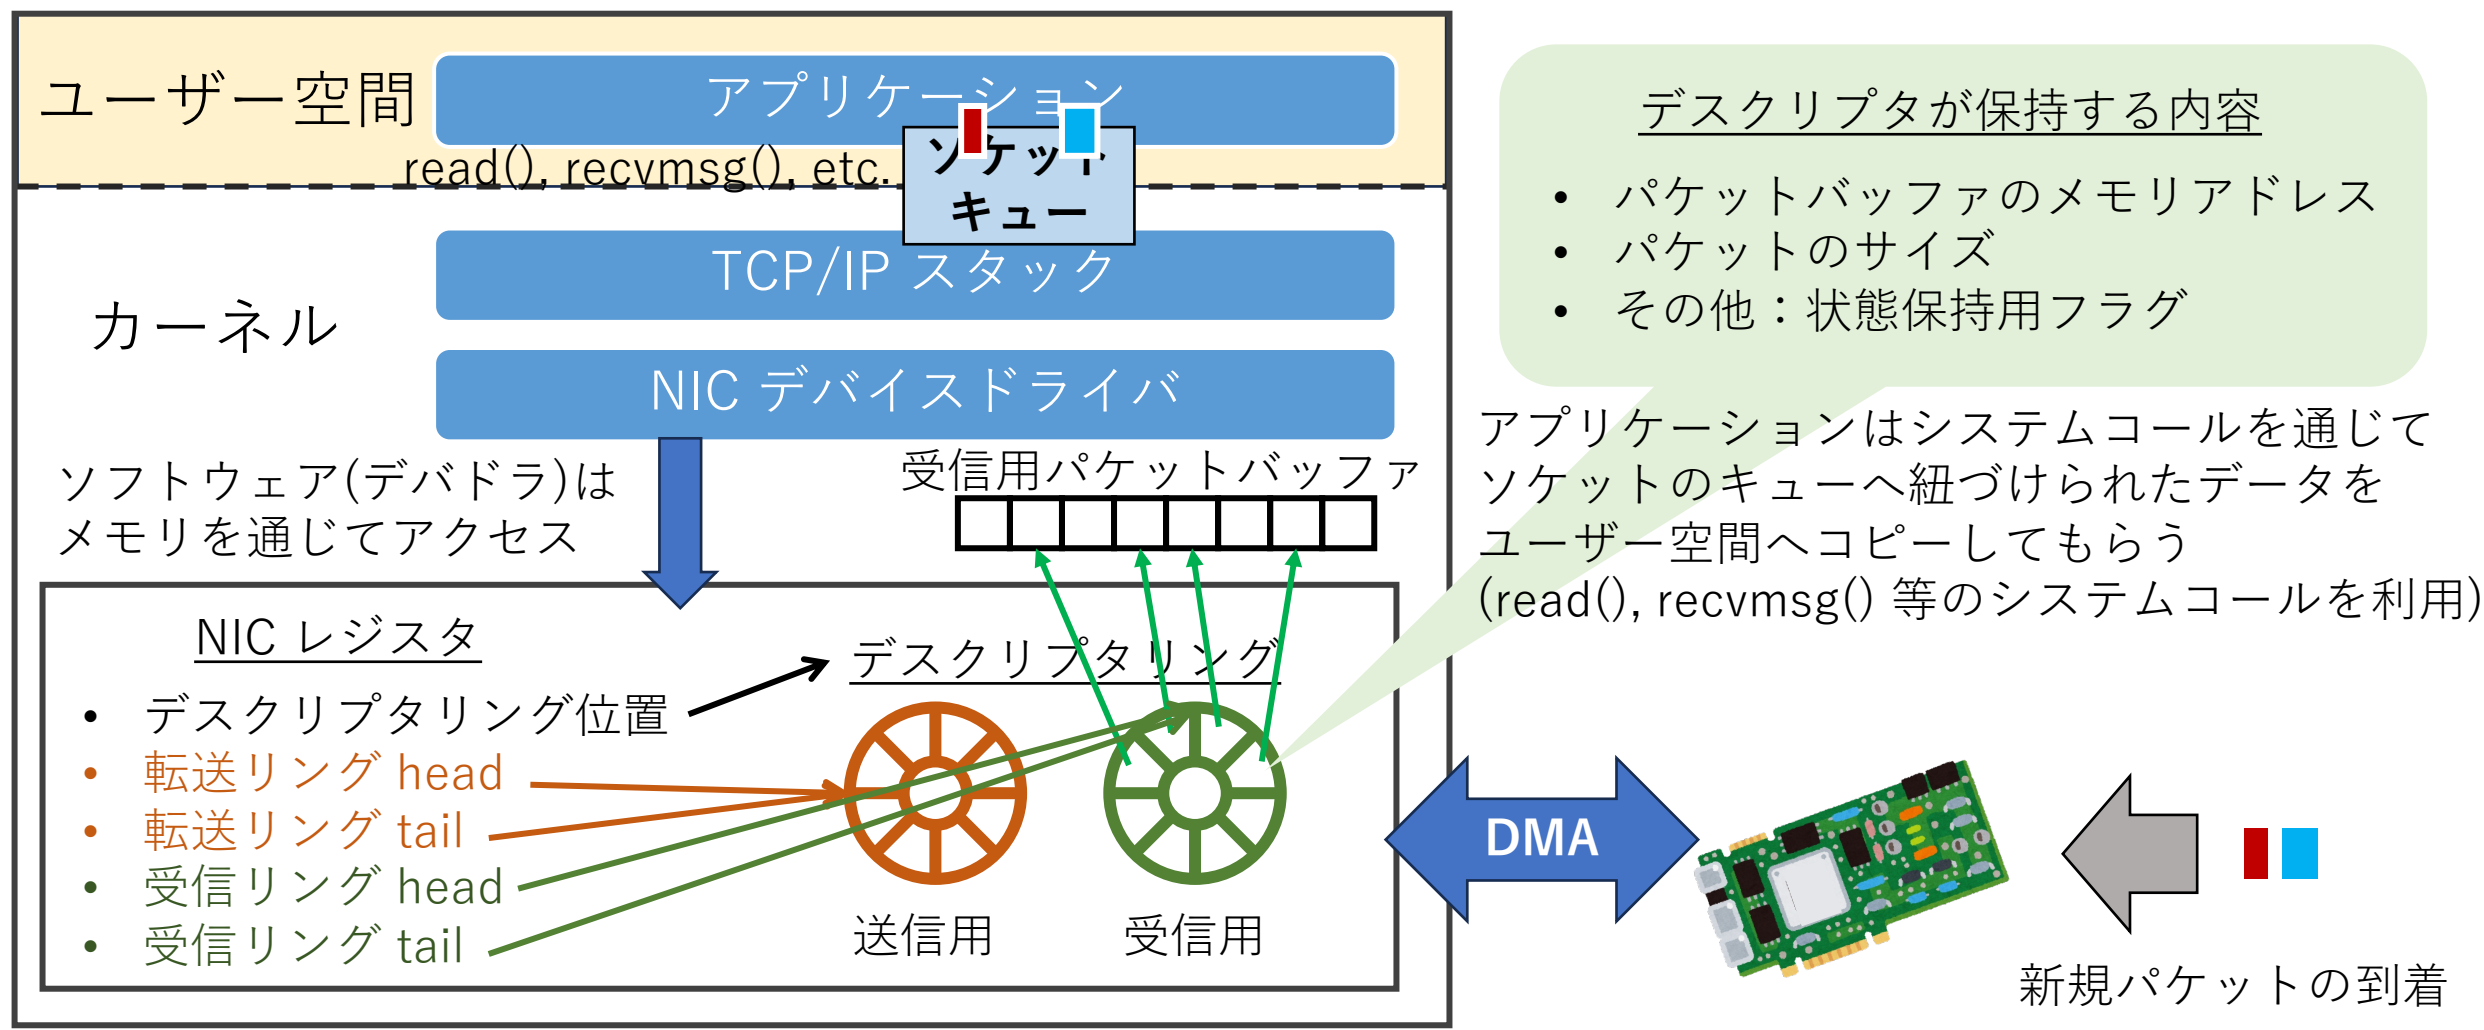 ユーザー空間
アプリケーション
read(), recvmsg(), etc.
ソケット
キュー
カーネル
TCP/IP スタック
NIC デバイスドライバ
ソフトウェア(デバドラ)は
メモリを通じてアクセス
受信用パケットバッファ
NIC レジスタ
• デスクリプタリング位置
• 転送リング head
• 転送リング tail
• 受信リング head
• 受信リング tail
デスクリプタリング
送信用
受信用
デスクリプタが保持する内容
• パケットバッファのメモリアドレス
• パケットのサイズ
• その他：状態保持用フラグ
アプリケーションはシステムコールを通じて
ソケットのキューへ紐づけられたデータを
ユーザー空間へコピーしてもらう
(read(), recvmsg() 等のシステムコールを利用)
DMA
新規パケットの到着